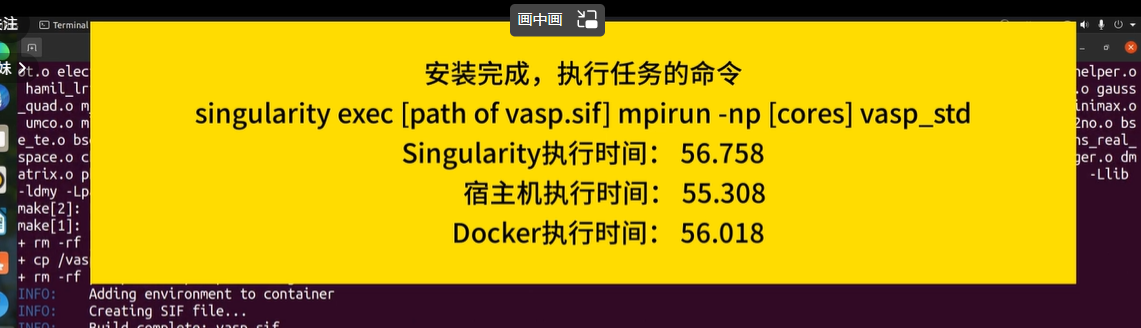 画中画
关注
Terminal
安装完成，执行任务的命令
singularity exec [path of vasp.sif] mpirun -np [cores] vasp_std
Singularity执行时间： 56.758
宿主机执行时间： 55.308
Docker执行时间： 56.018
妹
ot.o elec
helper.o
hamil_lr
.o gauss
_quad.o m
inimax.o
umco.o m
2no.o bs
e_te.o bs
ns_real_
space.o c
ger.o dm
atrix.o p
-Llib
-ldmy -Lp
make[2]:
make[1]:
+ rm -rf
+ cp /vas
+ rm -rf
INFO: Adding environment to container
INFO: Creating SIF file...
INFO: Build complete: vasp.sif